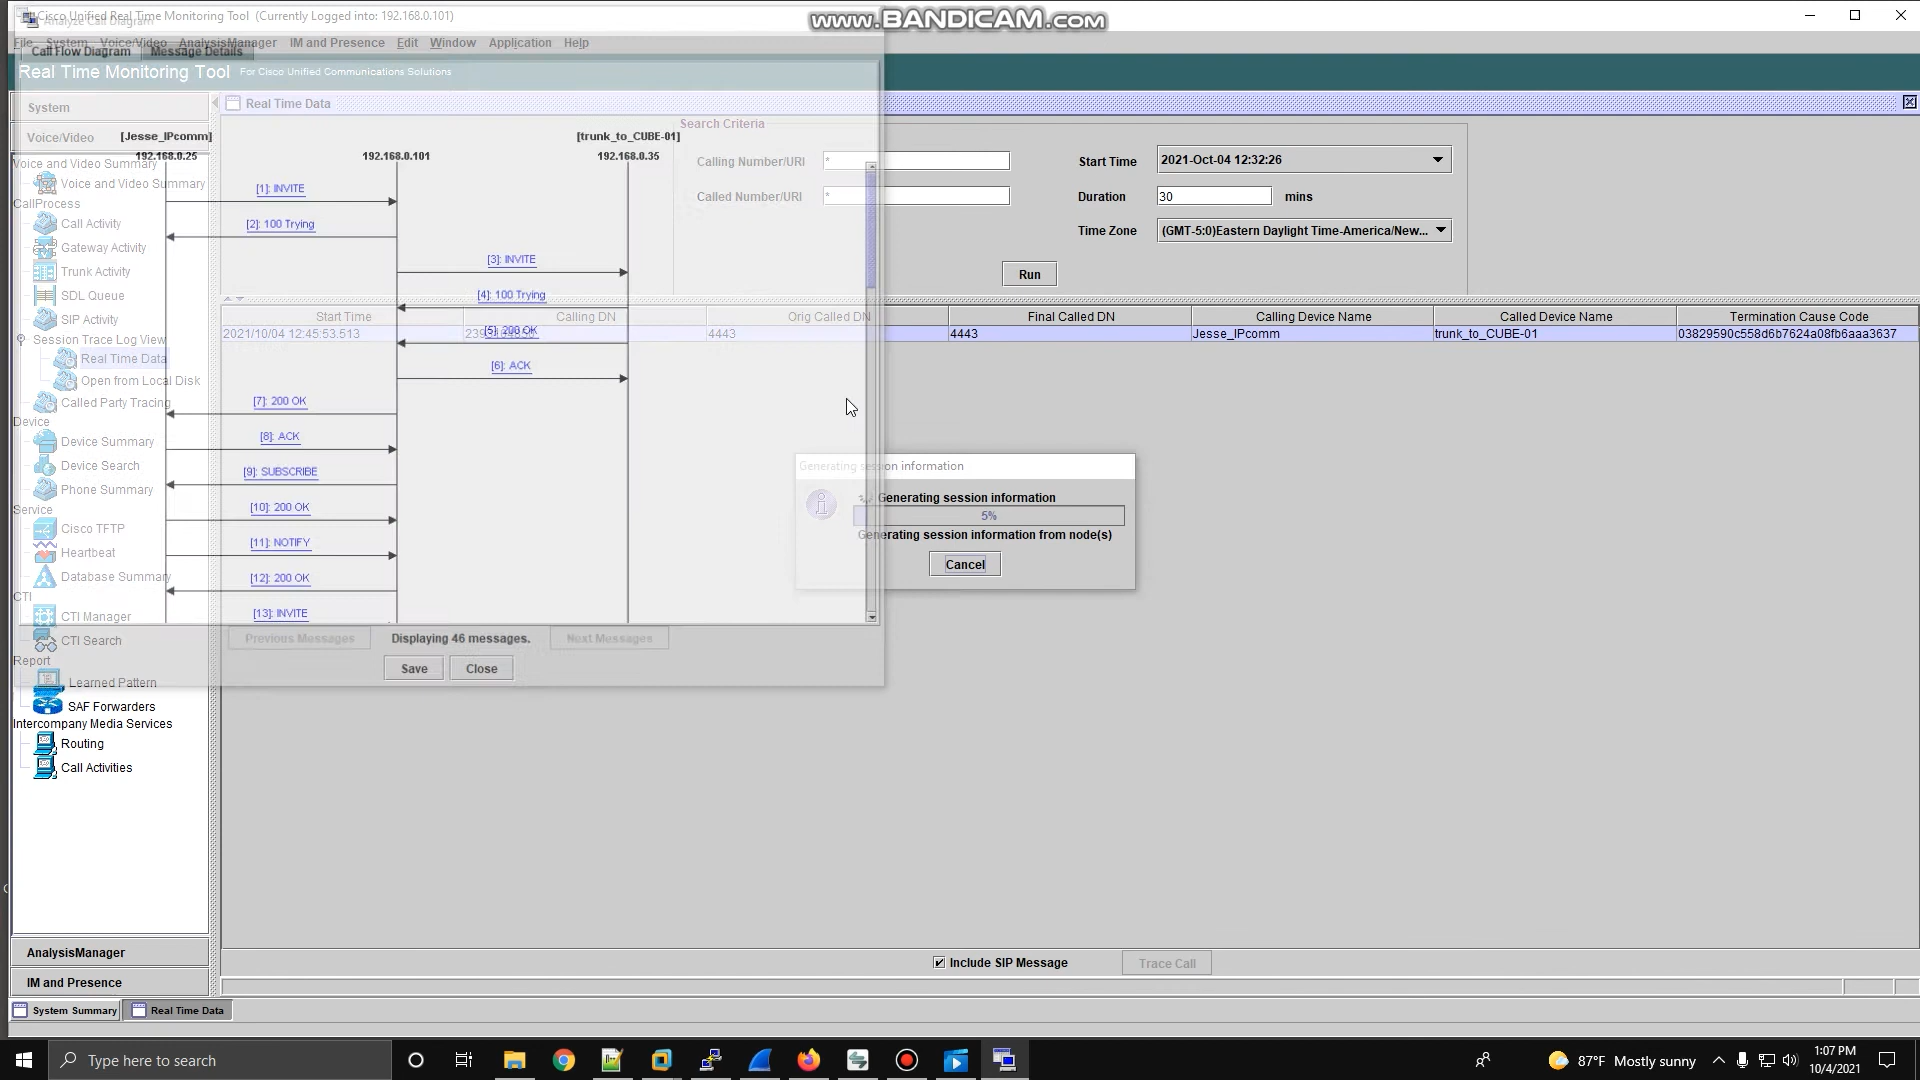 Cisco Unified Real Time Monitoring Tool (Currently Logged into: 192.168.0.101)
Analyze Call Diagram
www.BANDICAM.com
File System Voice/Video AnalysisManager IM and Presence Edit Window Application Help
Call Flow Diagram Message Details
Real Time Monitoring Tool For Cisco Unified Communications Solutions
System
Real Time Data
Voice/Video
[Jesse_IPcomm]
[trunk_to_CUBE-01]
Search Criteria
192.168.0.25
192.168.0.101
192.168.0.35
Calling Number/URI *
Start Time 2021-Oct-04 12:32:26
Called Number/URI *
Duration 30 mins
Time Zone (GMT-5:0)Eastern Daylight Time-America/New...
Run
Voice and Video Summary
Voice and Video Summary
CallProcess
Call Activity
Gateway Activity
Trunk Activity
SDL Queue
SIP Activity
Session Trace Log View
Real Time Data
Open from Local Disk
Called Party Tracing
Device
Device Summary
Device Search
Phone Summary
Service
Cisco TFTP
Heartbeat
Database Summary
CTI
CTI Manager
CTI Search
Report
Learned Pattern
SAF Forwarders
Intercompany Media Services
Routing
Call Activities
AnalysisManager
IM and Presence
[1]: INVITE
[2]: 100 Trying
[3]: INVITE
[4]: 100 Trying
[5]: 200 OK
[6]: ACK
[7]: 200 OK
[8]: ACK
[9]: SUBSCRIBE
[10]: 200 OK
[11]: NOTIFY
[12]: 200 OK
[13]: INVITE
Start Time Calling DN Orig Called DN Final Called DN Calling Device Name Called Device Name Termination Cause Code
2021/10/04 12:45:53.513 4443 4443 Jesse_IPcomm trunk_to_CUBE-01 03829590c558d6b7624a08fb6aaa3637
Generating session information
Generating session information
5%
Generating session information from node(s)
Cancel
Previous Messages Displaying 46 messages. Next Messages
Save Close
Include SIP Message Trace Call
System Summary Real Time Data
Type here to search
87°F Mostly sunny
1:07 PM
10/4/2021